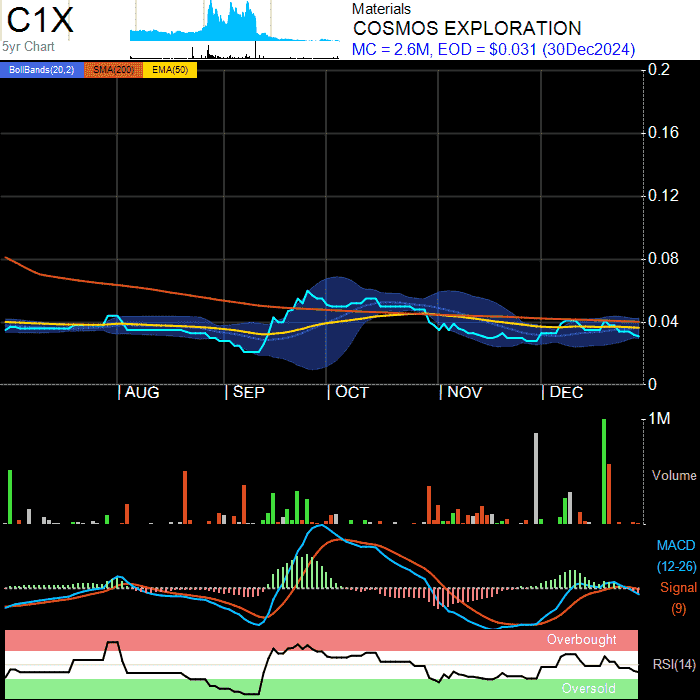 C1X
5yr Chart
Materials
COSMOS EXPLORATION
MC = 2.6M, EOD = $0.031 (30Dec2024)
BollBands(20,2) SMA(200) EMA(50)
0.2
0.16
0.12
0.08
0.04
0
AUG SEP OCT NOV DEC
1M
Volume
MACD
(12-26)
Signal
(9)
Overbought
RSI(14)
Oversold